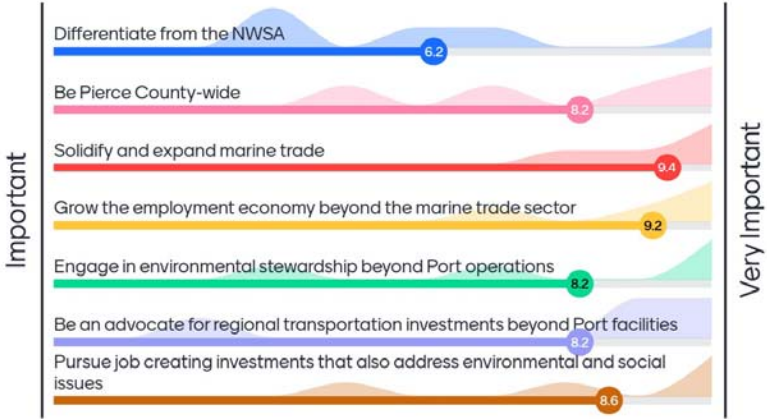 Important
Differentiate from the NWSA
6.2
Be Pierce County-wide
8.2
Solidify and expand marine trade
9.4
Grow the employment economy beyond the marine trade sector
9.2
Engage in environmental stewardship beyond Port operations
8.2
Be an advocate for regional transportation investments beyond Port facilities
8.2
Pursue job creating investments that also address environmental and social
issues
8.6
Very Important